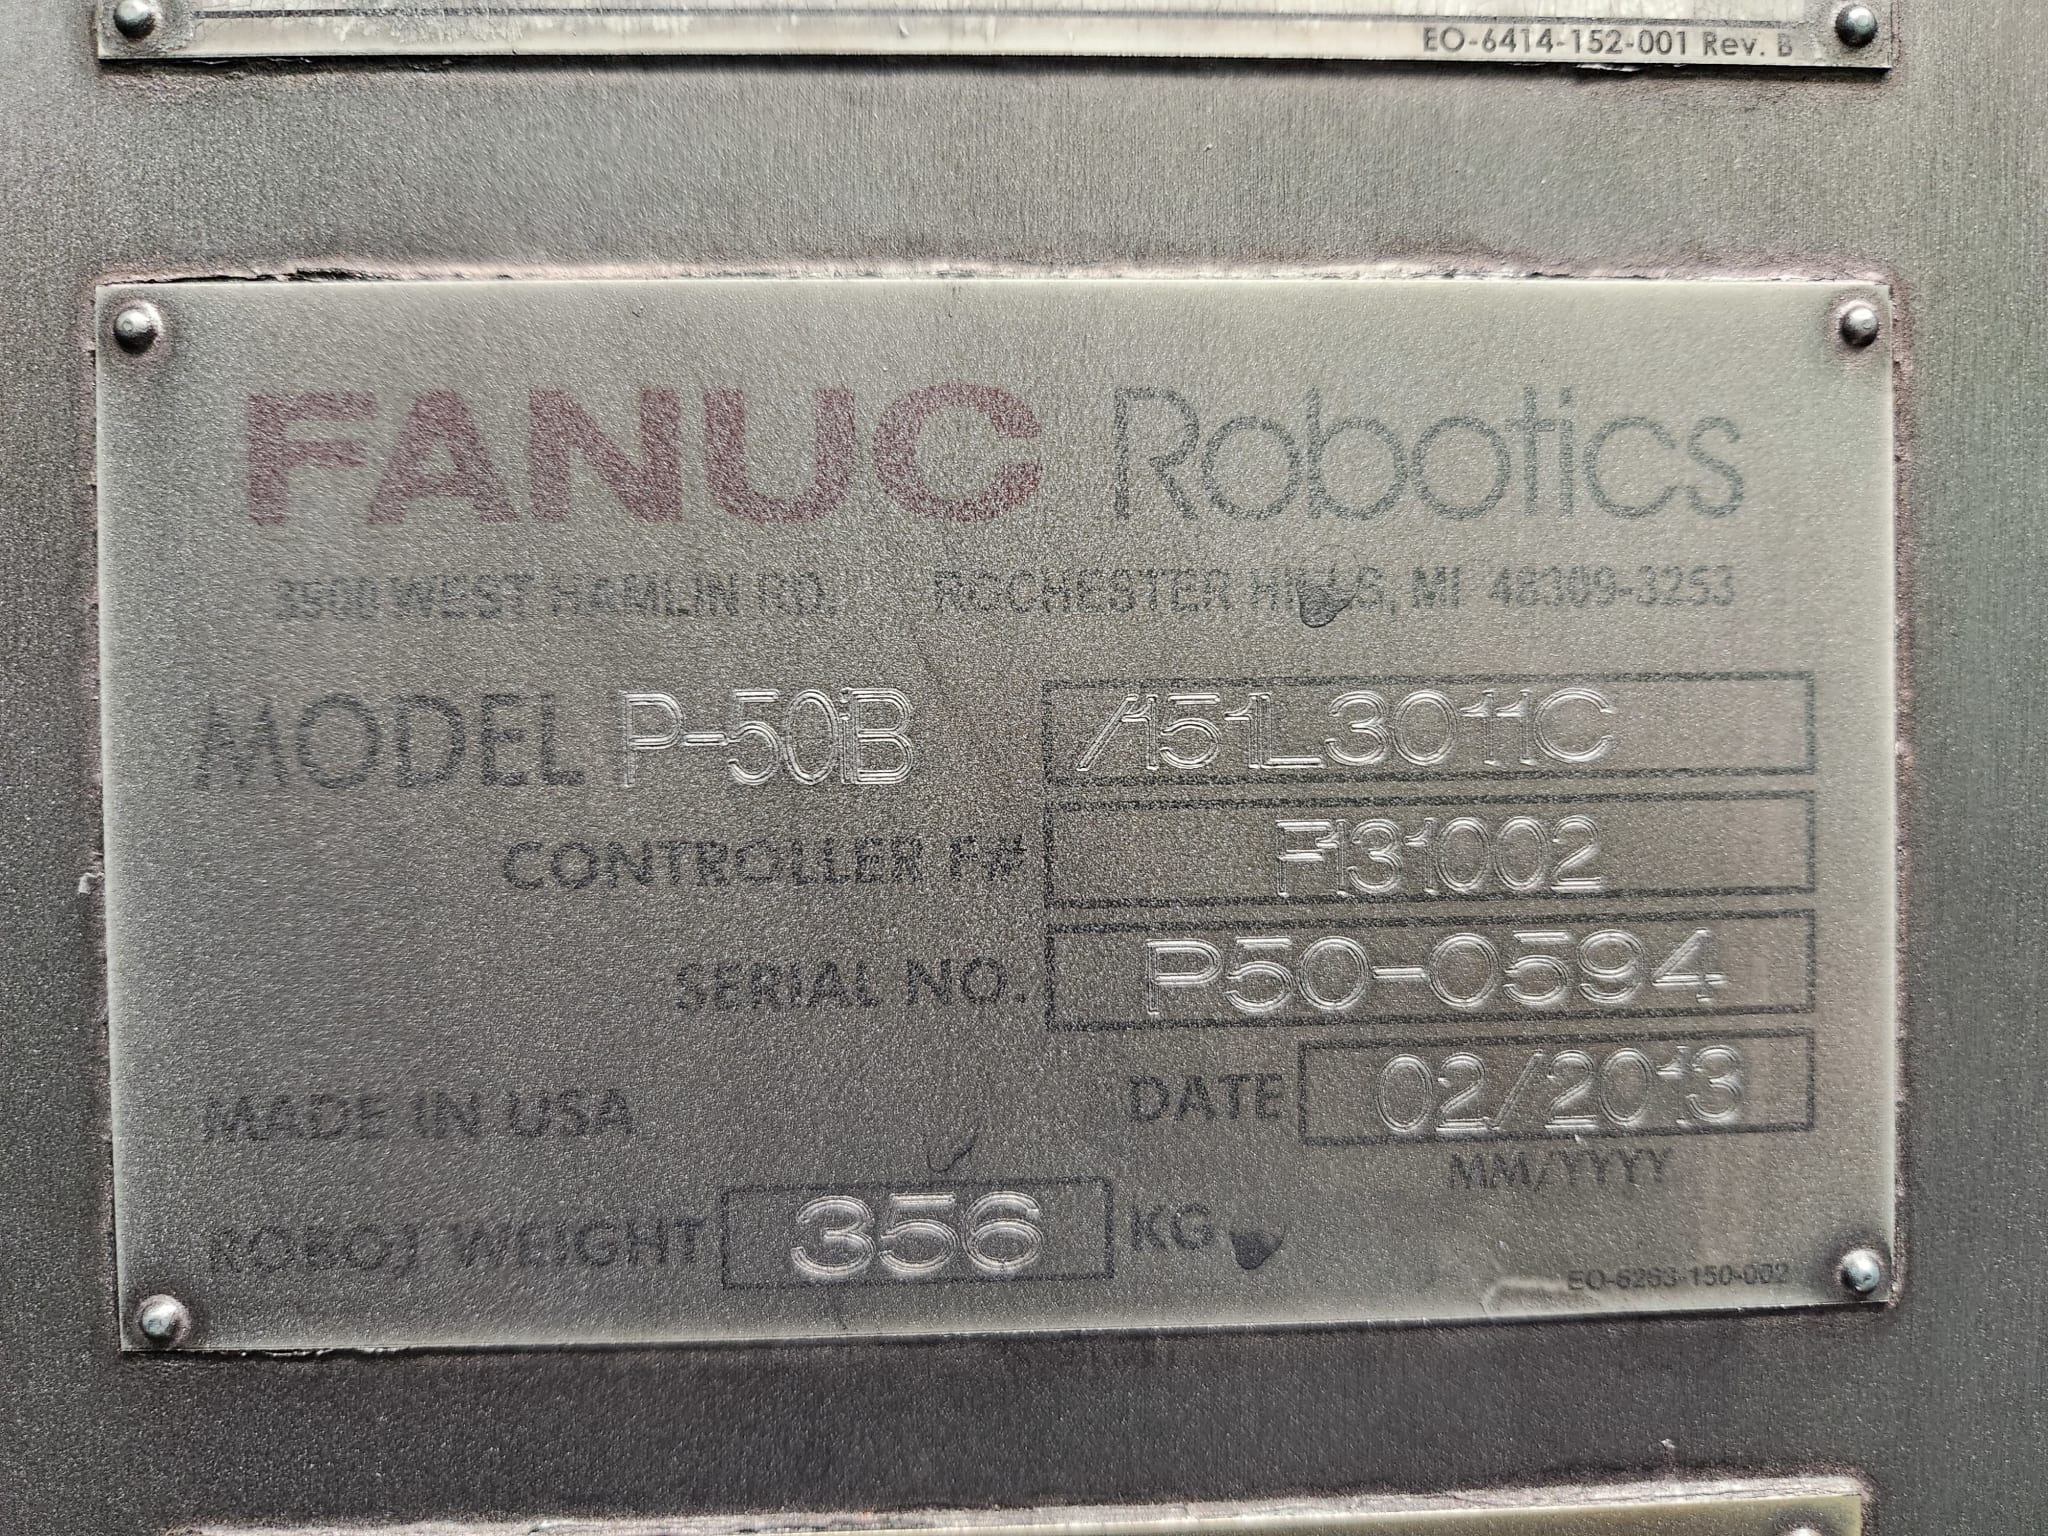 EO-6414-152-001 Rev. B
FANUC Robotics
3900 WEST HAMLIN RD. ROCHESTER HILLS, MI 48309-3253
MODEL P-50iB /151L3011C
CONTROLLER F# F131002
SERIAL NO. P50-0594
MADE IN USA DATE 02/2013
MM/YYYY
ROBOT WEIGHT 356 KG
EO-6263-150-002